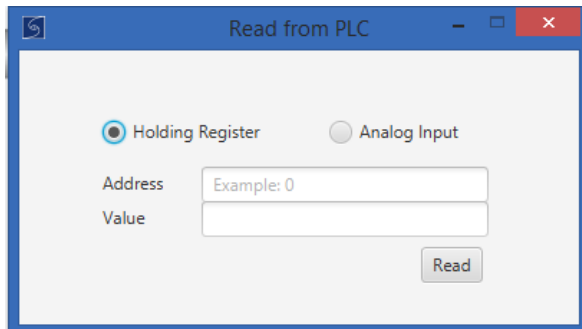 Read from PLC
Holding Register Analog Input
Address Example: 0
Value
Read